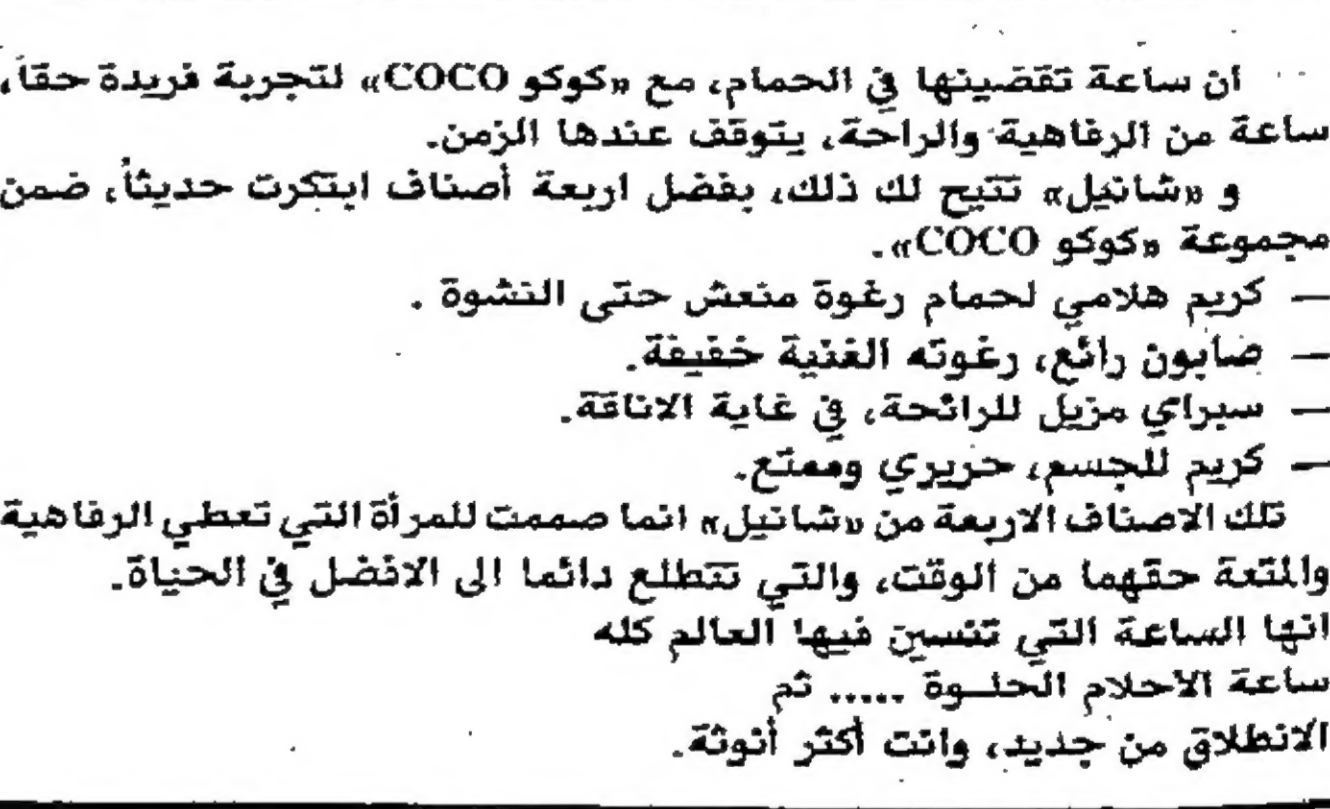 ان ساعة تقضينها في الحمام، مع «كوكو COCO» لتجربة فريدة حقاً،
ساعة من الرفاهية والراحة، يتوقف عندها الزمن.
و «شانيل» تتيح لك ذلك، بفضل اربعة أصناف ابتكرت حديثاً، ضمن
مجموعة «كوكو COCO».
— كريم هلامي لحمام رغوة منعش حتى النشوة .
— صابون رائع، رغوته الغنية خفيفة.
— سبراي مزيل للرائحة، في غاية الاناقة.
— كريم للجسم، حريري وممتع.
تلك الاصناف الاربعة من «شانيل» انما صممت للمرأة التي تعطي الرفاهية
والمتعة حقهما من الوقت، والتي تتطلع دائما الى الافضل في الحياة.
انها الساعة التي تنسين فيها العالم كله
ساعة الاحلام الحلــوة ..... ثم
الانطلاق من جديد، وانت أكثر أنوثة.